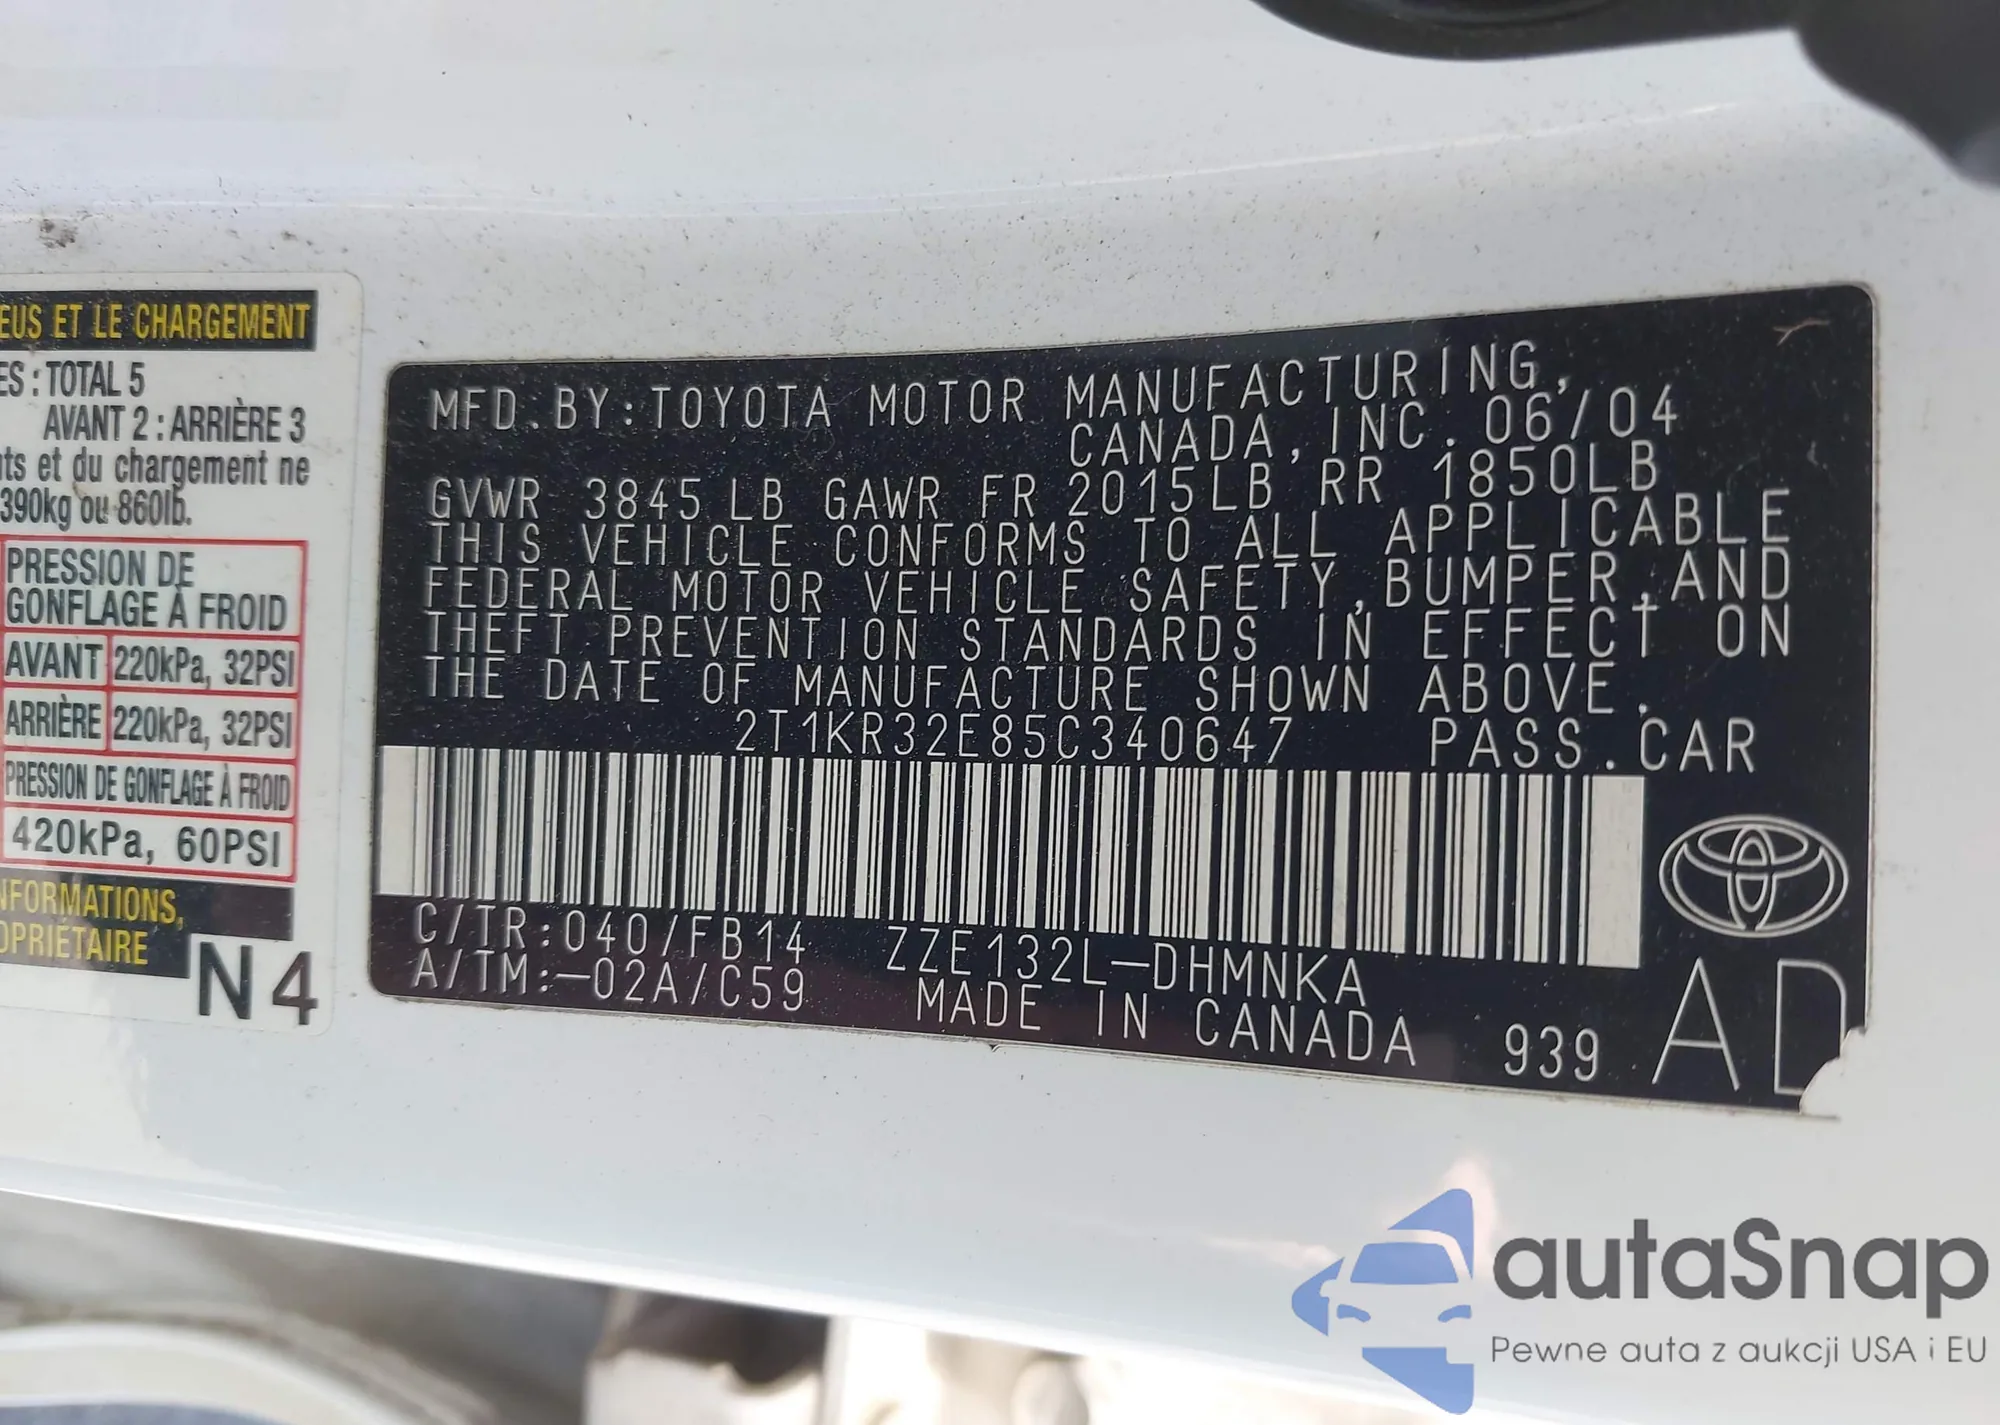 EUS ET LE CHARGEMENT
ES : TOTAL 5
AVANT 2 : ARRIÈRE 3
ts et du chargement ne
390kg ou 860lb.
PRESSION DE
GONFLAGE À FROID
AVANT 220kPa, 32PSI
ARRIÈRE 220kPa, 32PSI
PRESSION DE GONFLAGE À FROID
420kPa, 60PSI
NFORMATIONS,
OPRIÉTAIRE
N4
MFD. BY: TOYOTA MOTOR MANUFACTURING,
CANADA, INC. 06/04
GVWR 3845 LB GAWR FR 2015LB RR 1850LB
THIS VEHICLE CONFORMS TO ALL APPLICABLE
FEDERAL MOTOR VEHICLE SAFETY, BUMPER, AND
THEFT PREVENTION STANDARDS IN EFFECT ON
THE DATE OF MANUFACTURE SHOWN ABOVE.
2T1KR32E85C340647 PASS. CAR
C/TR:040/FB14 ZZE132L-DHMNKA
A/TM:-02A/C59 MADE IN CANADA 939 AD
autaSnap
Pewne auta z aukcji USA i EU